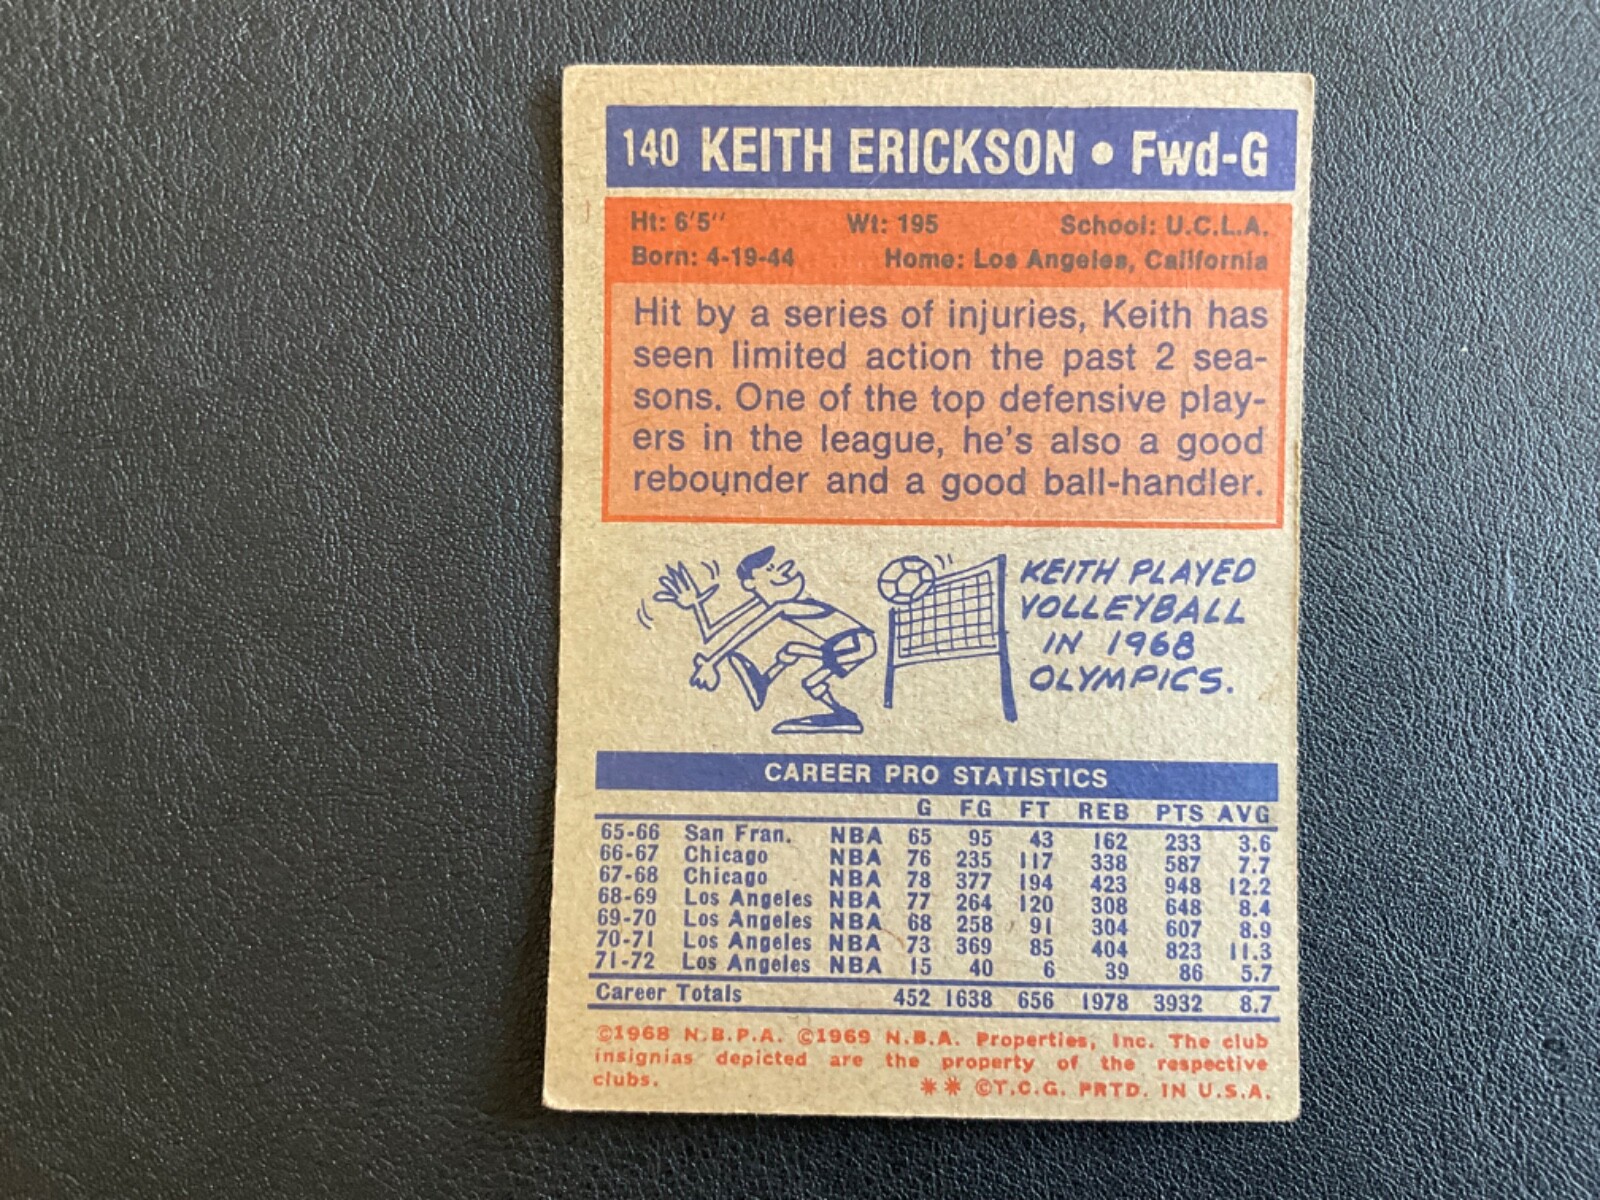 140 KEITH ERICKSON • Fwd-G
Ht: 6'5'' Wt: 195 School: U.C.L.A.
Born: 4-19-44 Home: Los Angeles, California
Hit by a series of injuries, Keith has
seen limited action the past 2 sea-
sons. One of the top defensive play-
ers in the league, he's also a good
rebounder and a good ball-handler.
KEITH PLAYED
VOLLEYBALL
IN 1968
OLYMPICS.
CAREER PRO STATISTICS
G FG FT REB PTS AVG
65-66 San Fran. NBA 65 95 43 162 233 3.6
66-67 Chicago NBA 76 235 117 338 587 7.7
67-68 Chicago NBA 78 377 194 423 948 12.2
68-69 Los Angeles NBA 77 264 120 308 648 8.4
69-70 Los Angeles NBA 68 258 91 304 607 8.9
70-71 Los Angeles NBA 73 369 85 404 823 11.3
71-72 Los Angeles NBA 15 40 6 39 86 5.7
Career Totals 452 1638 656 1978 3932 8.7
©1968 N.B.P.A. ©1969 N.B.A. Properties, Inc. The club
insignias depicted are the property of the respective
clubs. ** ©T.C.G. PRTD. IN U.S.A.